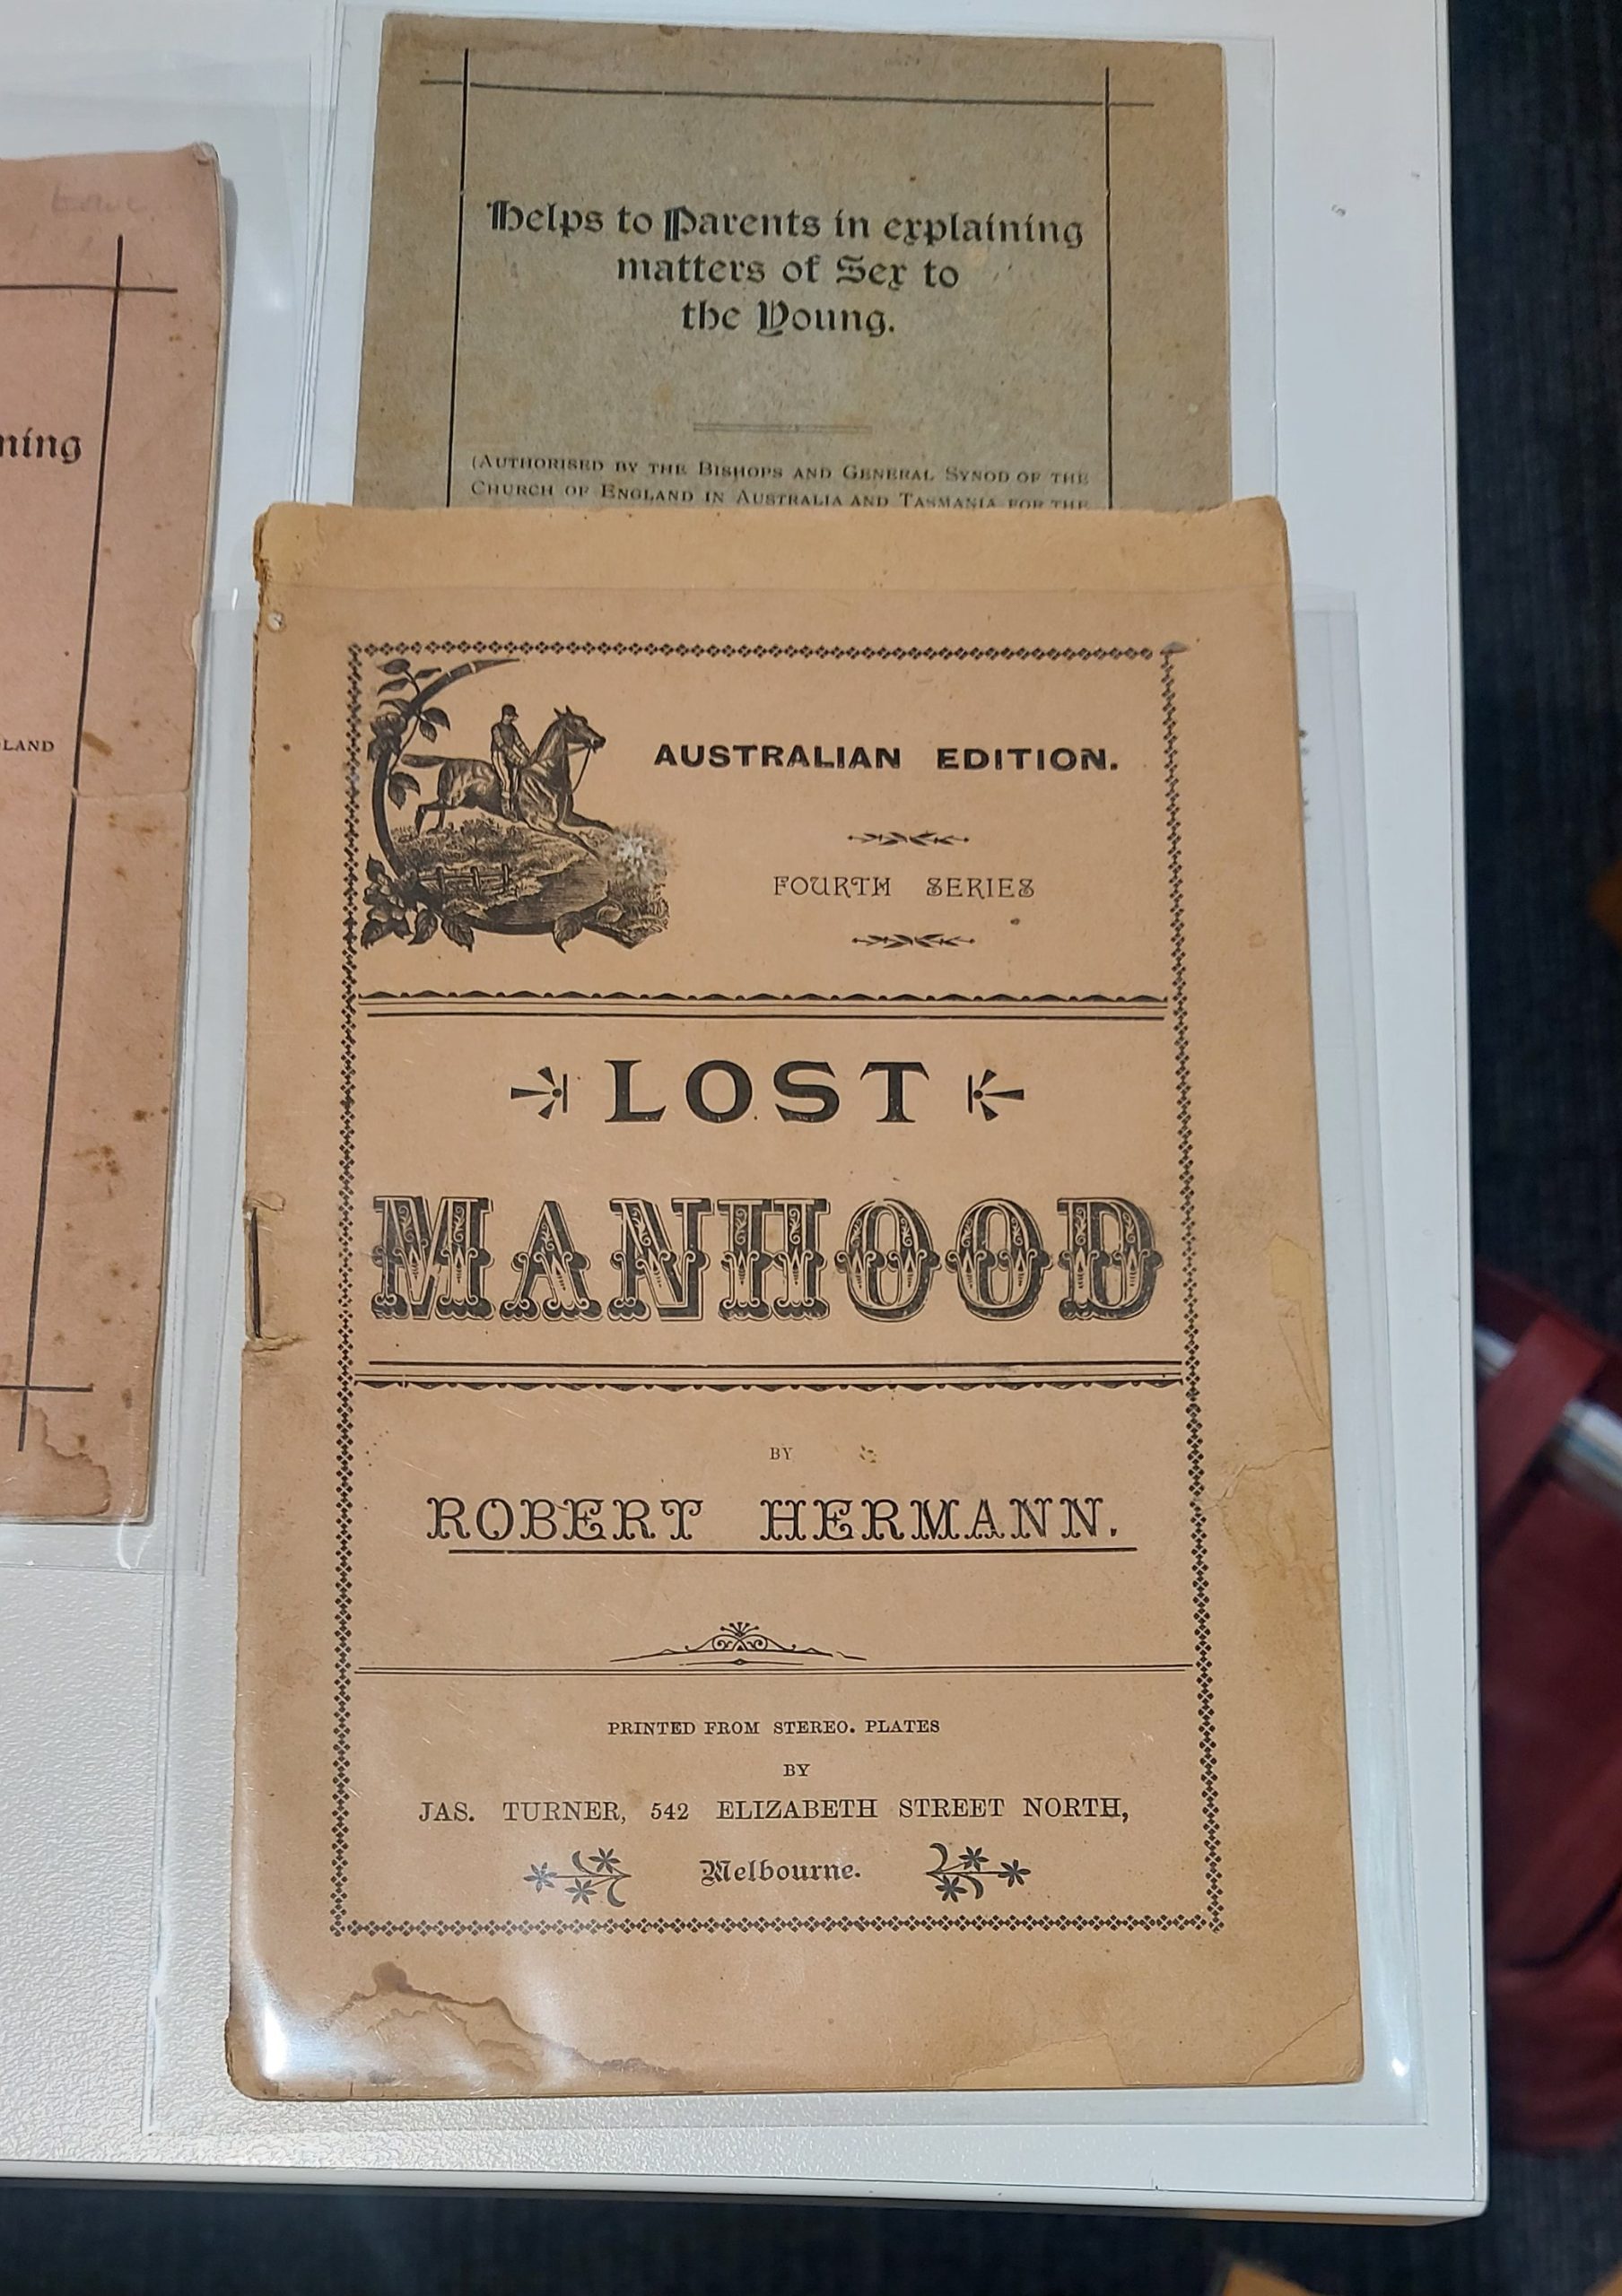 ning
LAND
Helps to Parents in explaining
matters of Sex to
the Young.
(AUTHORISED BY THE BISHOPS AND GENERAL SYNOD OF THE
CHURCH OF ENGLAND IN AUSTRALIA AND TASMANIA FOR THE
AUSTRALIAN EDITION.
FOURTH SERIES
LOST
MANHOOD
BY
ROBERT HERMANN.
PRINTED FROM STEREO. PLATES
BY
JAS. TURNER, 542 ELIZABETH STREET NORTH,
Melbourne.